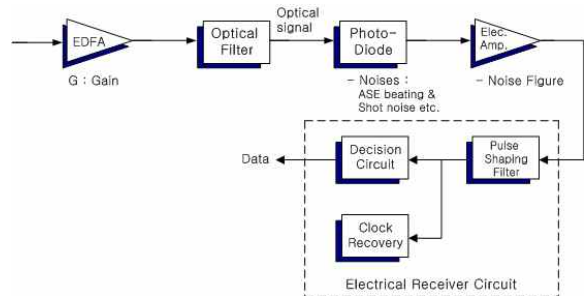 EDFA
G : Gain
Optical
Filter
Optical
signal
Photo-
Diode
- Noises :
ASE beating &
Shot noise etc.
Elec.
Amp.
- Noise Figure
Pulse
Shaping
Filter
Decision
Circuit
Data
Clock
Recovery
Electrical Receiver Circuit